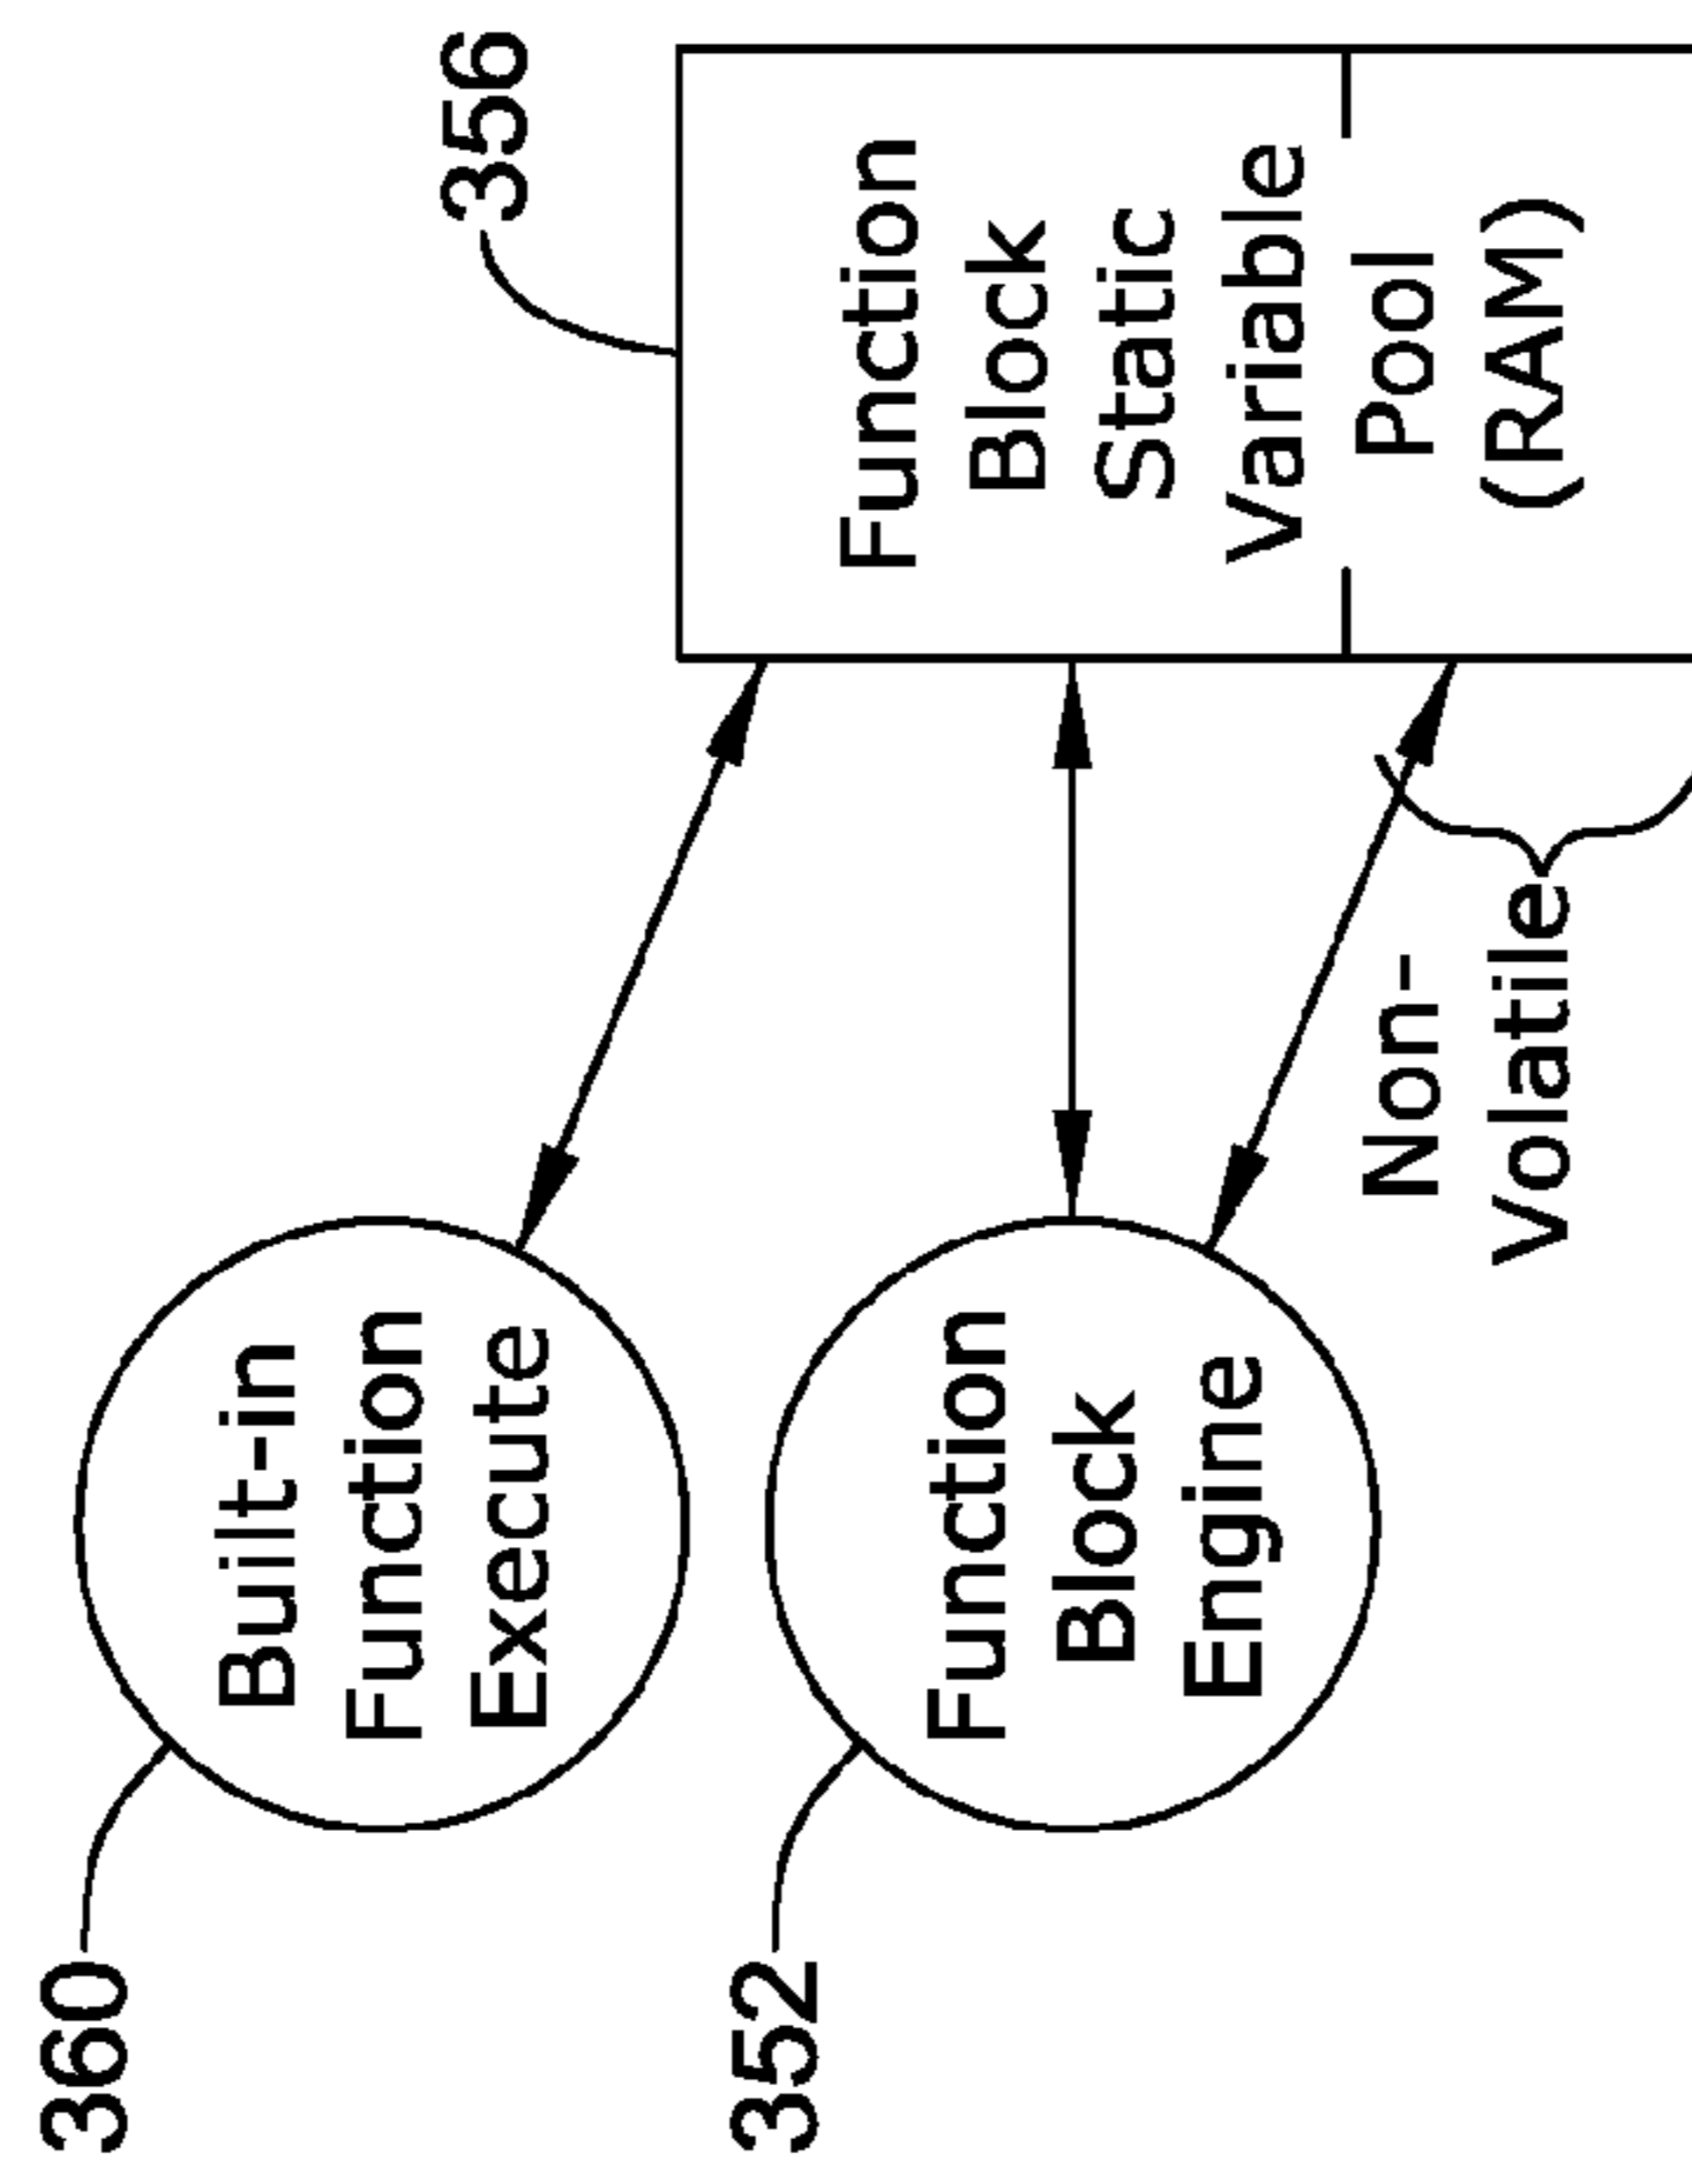 360
Built-in
Function
Execute
352
Function
Block
Engine
Non-
Volatile
356
Function
Block
Static
Variable
Pool
(RAM)